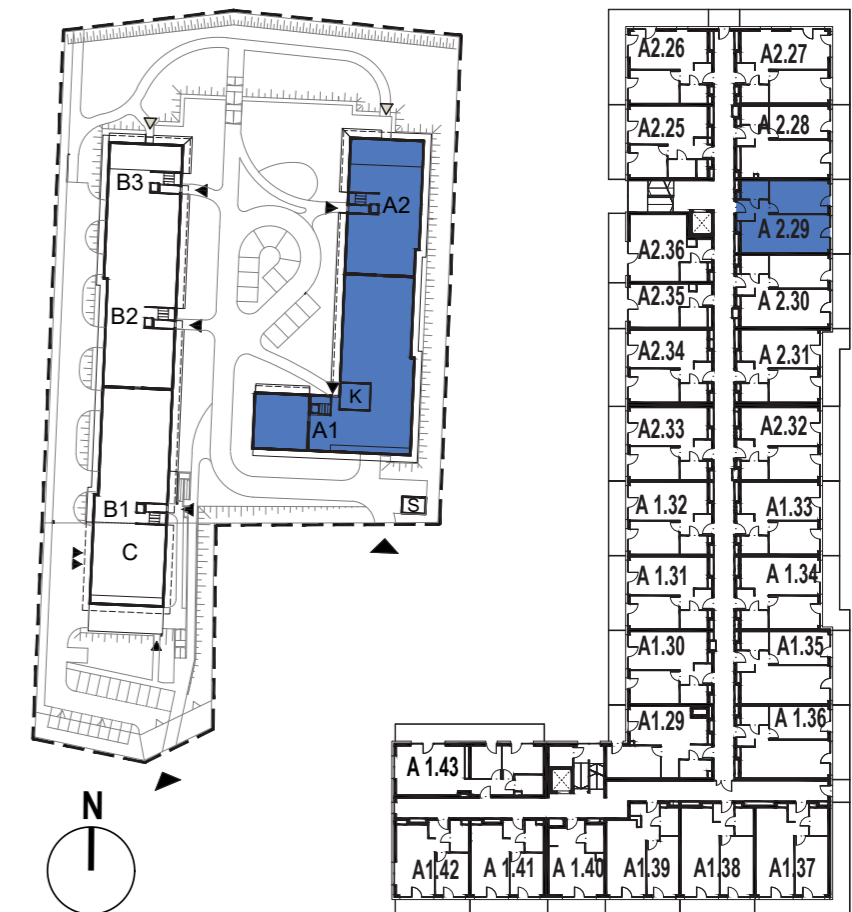 B3
A2
B2
K
A1
B1
S
C
N
A2.26
A2.27
A2.25
A 2.28
A 2.29
A2.36
A2.35
A 2.30
A2.34
A 2.31
A2.33
A2.32
A 1.32
A1.33
A 1.31
A 1.34
A1.30
A1.35
A1.29
A 1.36
A 1.43
A1.42
A1.41
A 1.40
A1.39
A1.38
A1.37